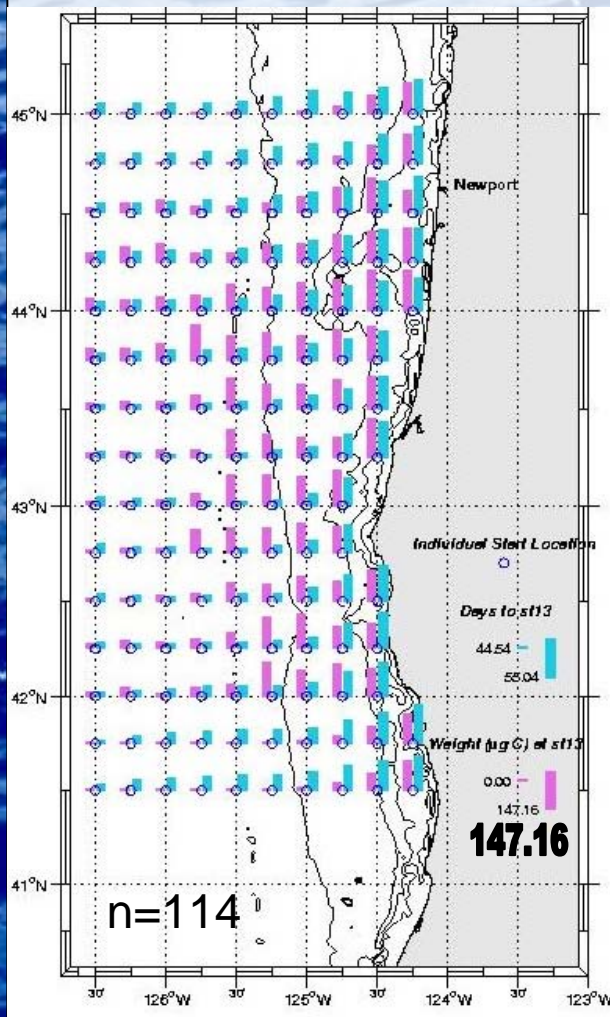 45°N
Newport
44°N
43°N
Individual Start Location
Days to st13
44.54
55.04
42°N
Weight (µg C) at st13
0.00
147.16
147.16
41°N
n=114
30'
126°W
30'
125°W
30'
124°W
30'
123°W